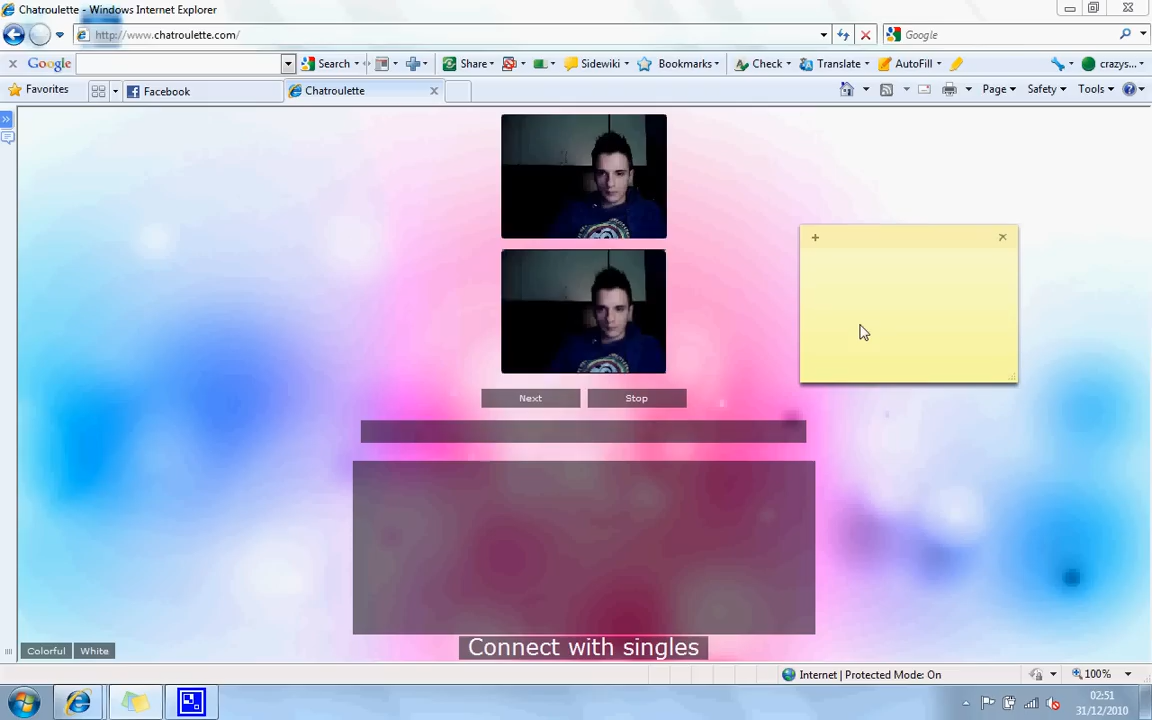 Chatroulette - Windows Internet Explorer
http://www.chatroulette.com/
Google
Google
Search
Share
Sidewiki
Bookmarks
Check
Translate
AutoFill
crazys...
Favorites
Facebook
Chatroulette
Page
Safety
Tools
Next
Stop
Connect with singles
Colorful
White
Internet | Protected Mode: On
100%
02:51
31/12/2010